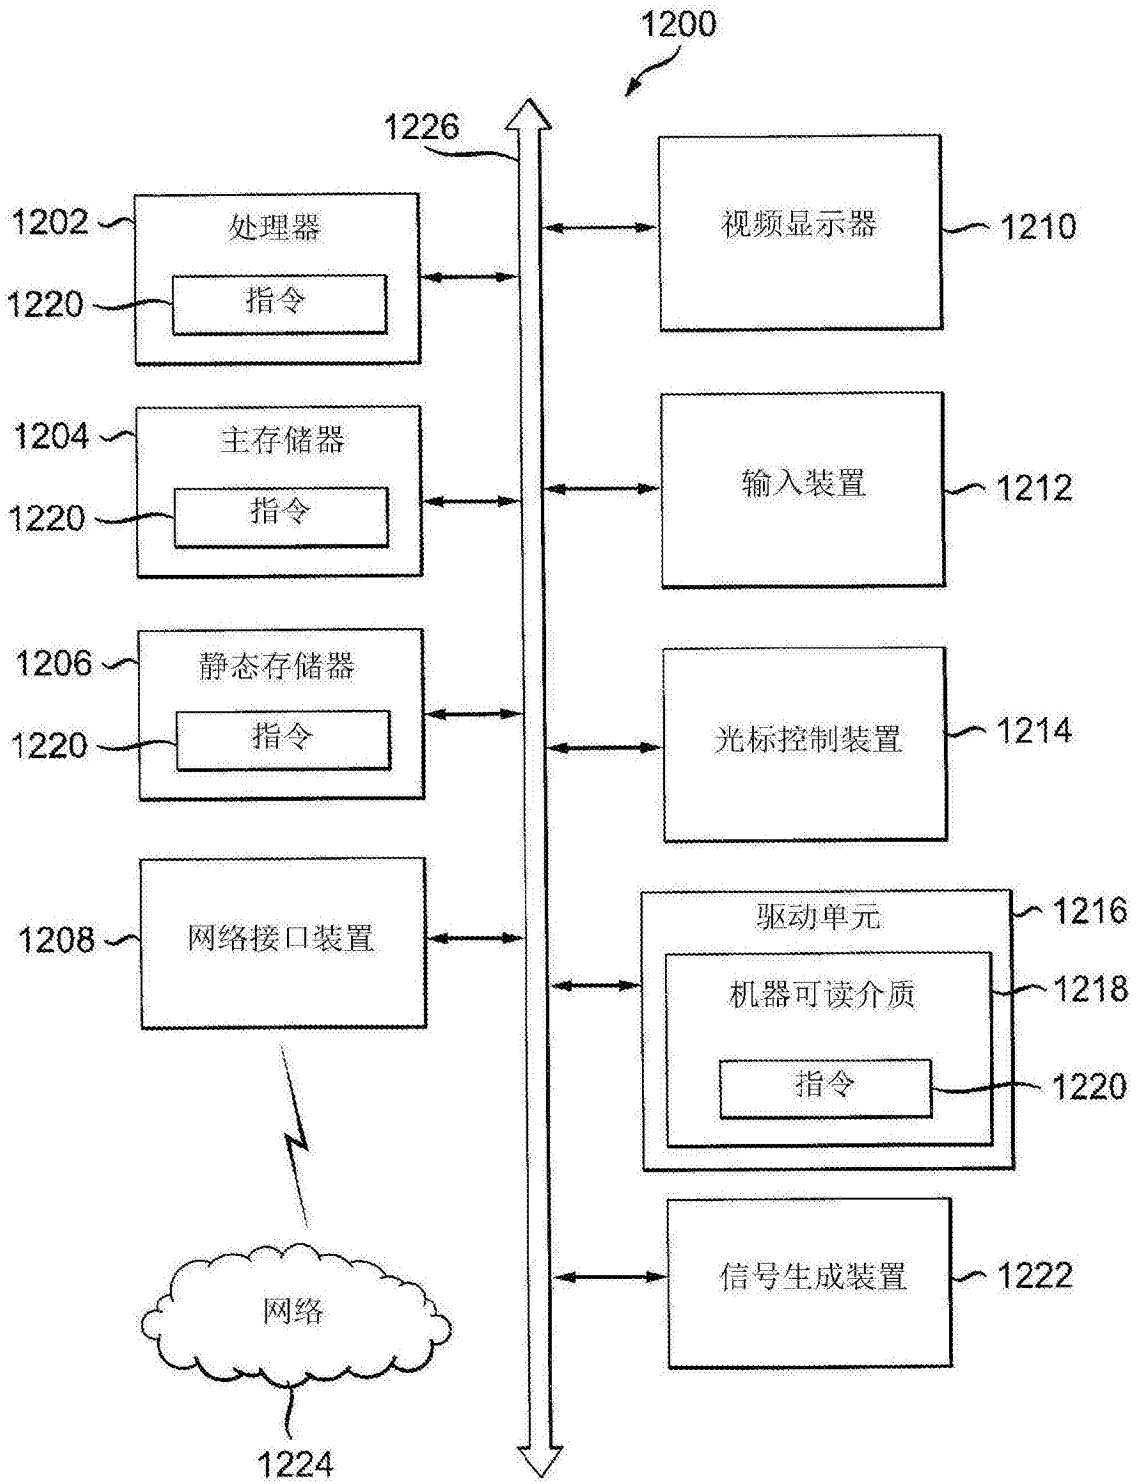 1200
1226
1202
处理器
1220
指令
1204
主存储器
1220
指令
1206
静态存储器
1220
指令
1208
网络接口装置
网络
1224
视频显示器
1210
输入装置
1212
光标控制装置
1214
驱动单元
1216
机器可读介质
1218
指令
1220
信号生成装置
1222